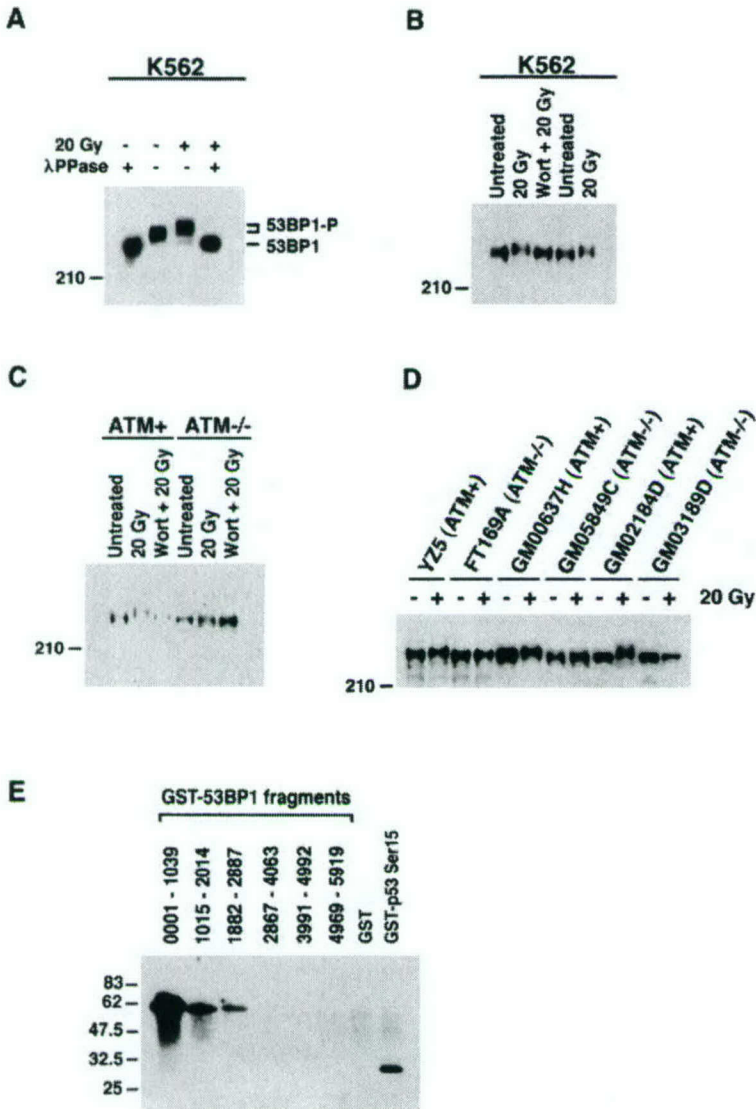 A
K562
20 Gy - - + +
λPPase + - - +
53BP1-P
53BP1
210
B
K562
Untreated
20 Gy
Wort + 20 Gy
Untreated
20 Gy
210
C
ATM+ ATM-/-
Untreated
20 Gy
Wort + 20 Gy
Untreated
20 Gy
Wort + 20 Gy
210
D
YZ5 (ATM+)
FT169A (ATM-/-)
GM00637H (ATM+)
GM05849C (ATM-/-)
GM02184D (ATM+)
GM03189D (ATM-/-)
- + - + - + - + - + - + 20 Gy
210
E
GST-53BP1 fragments
0001 - 1039
1015 - 2014
1882 - 2887
2867 - 4063
3991 - 4992
4969 - 5919
GST
GST-p53 Ser15
83
62
47.5
32.5
25